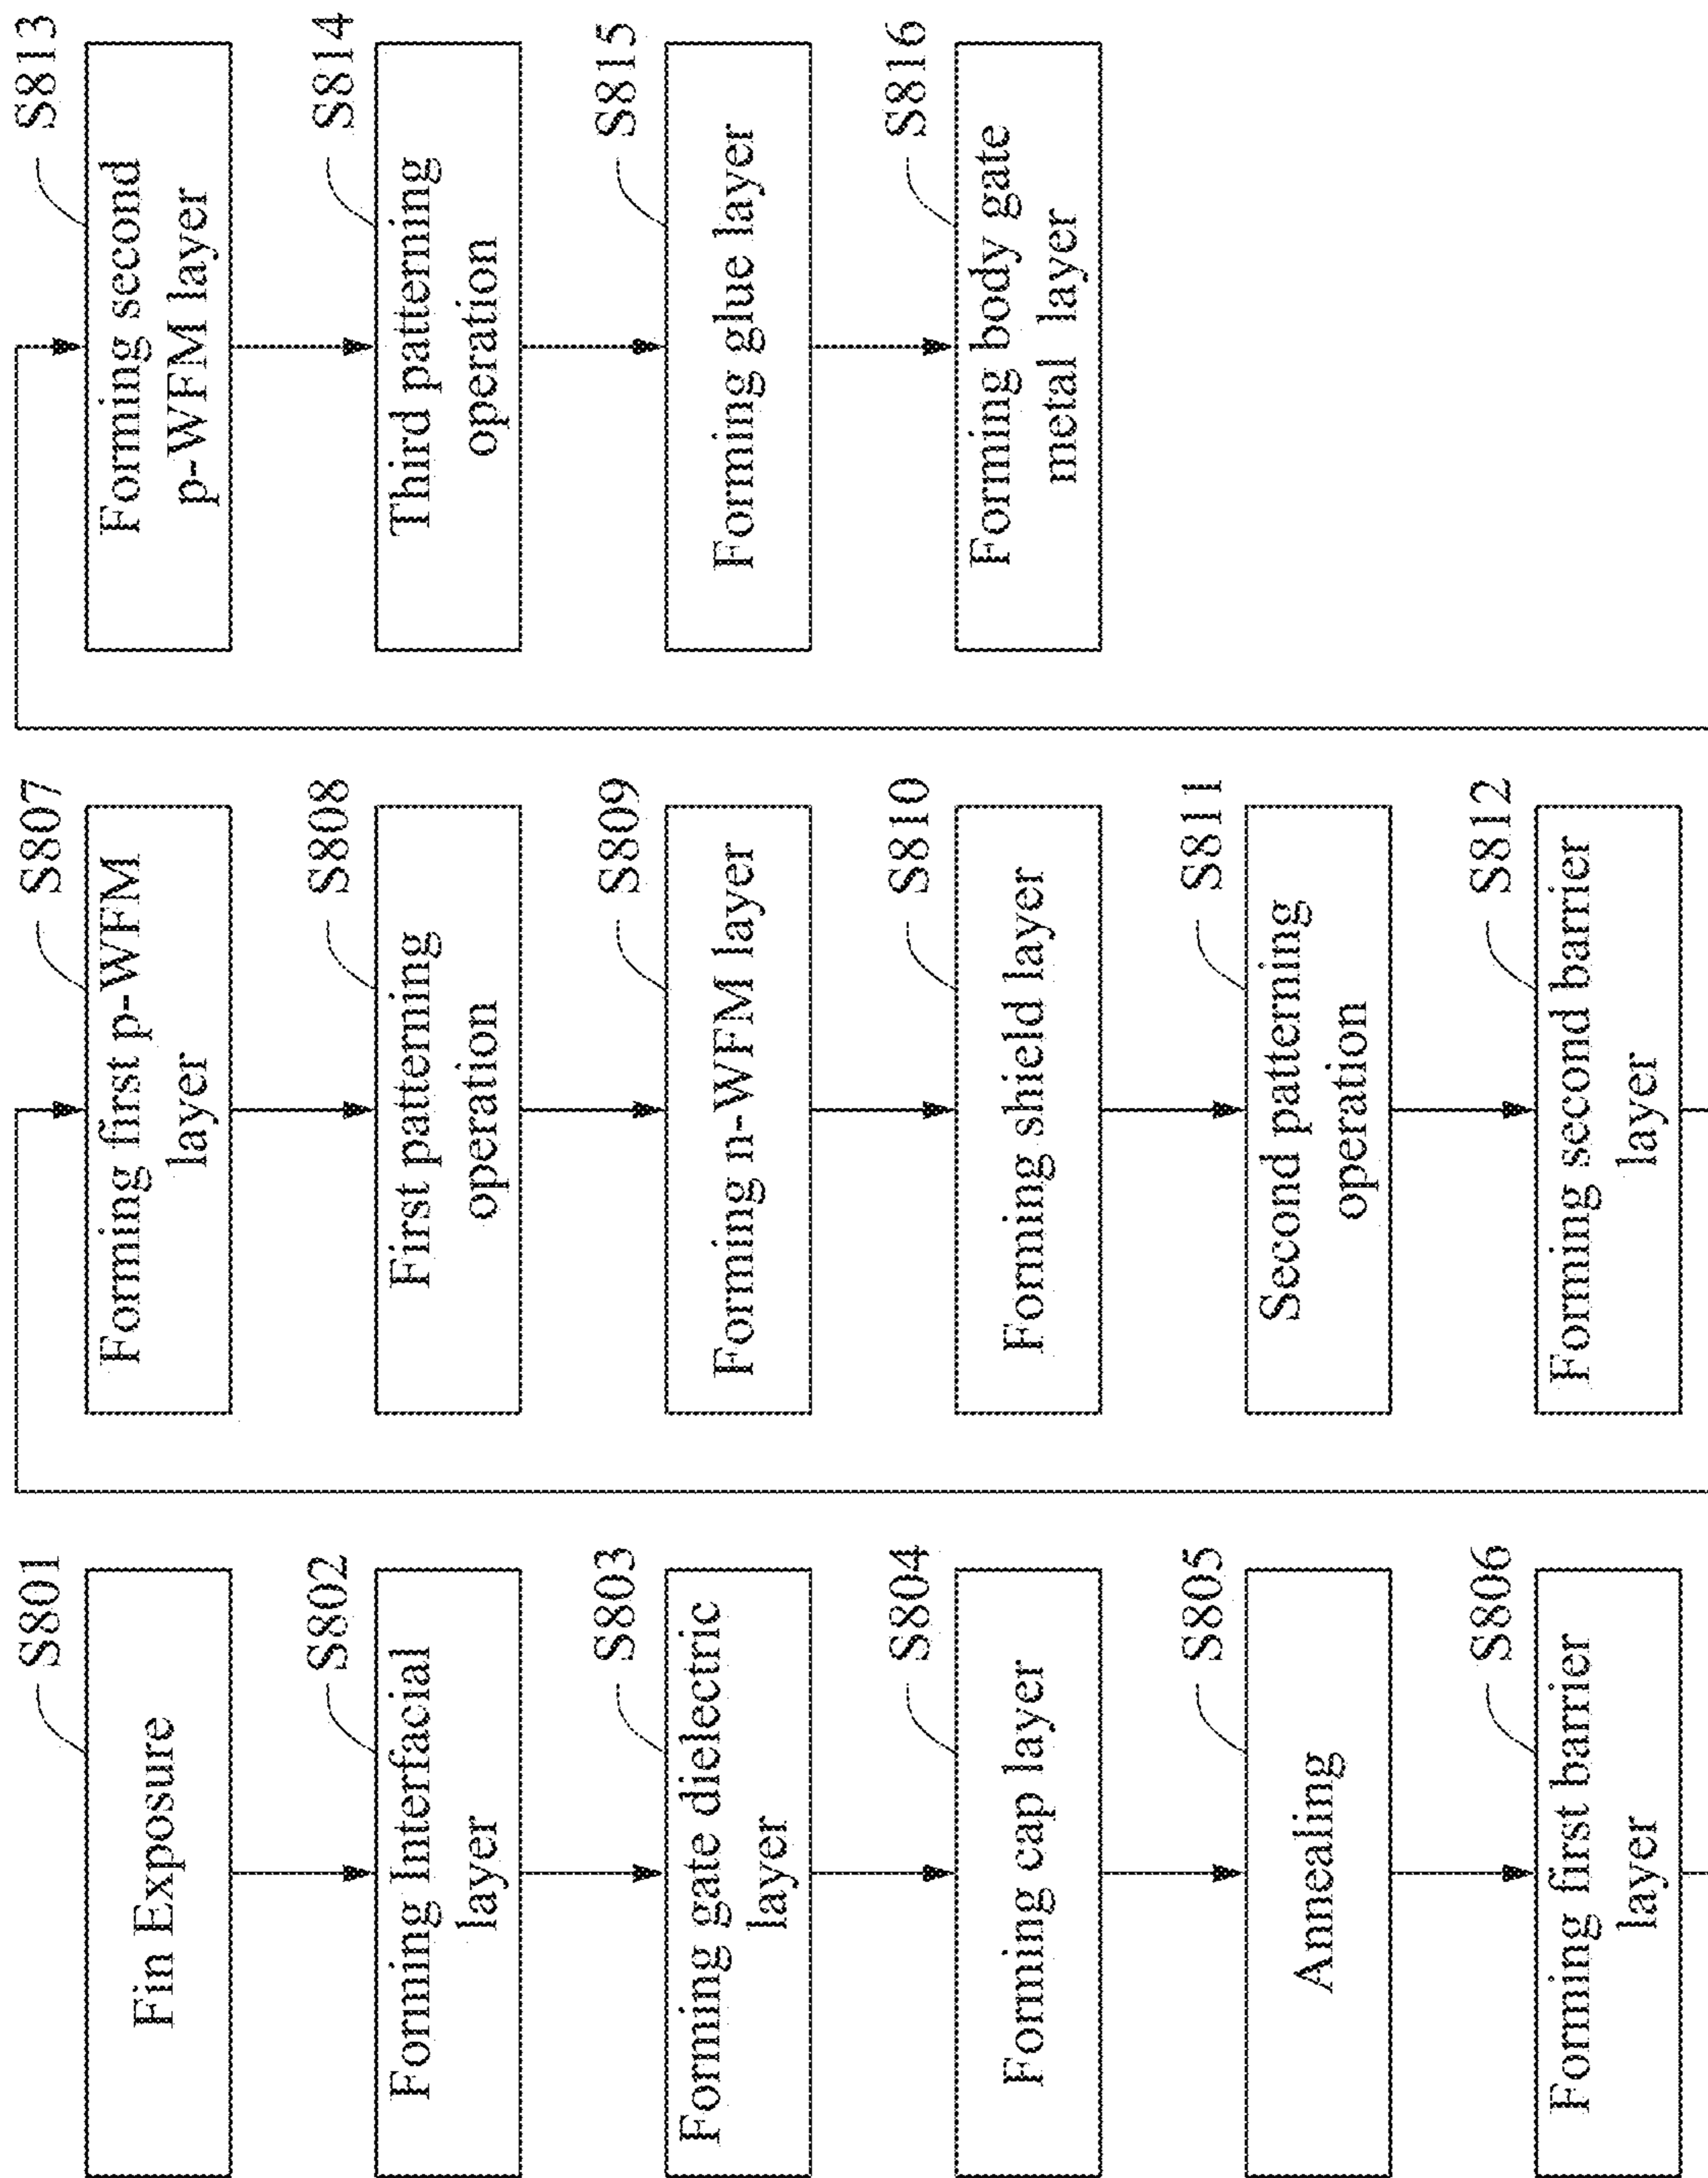 S801
Fin Exposure
S802
Forming Interfacial
layer
S803
Forming gate dielectric
layer
S804
Forming cap layer
S805
Annealing
S806
Forming first barrier
layer
S807
Forming first p-WFM
layer
S808
First patterning
operation
S809
Forming n-WFM layer
S810
Forming shield layer
S811
Second patterning
operation
S812
Forming second barrier
layer
S813
Forming second
p-WFM layer
S814
Third patterning
operation
S815
Forming glue layer
S816
Forming body gate
metal layer